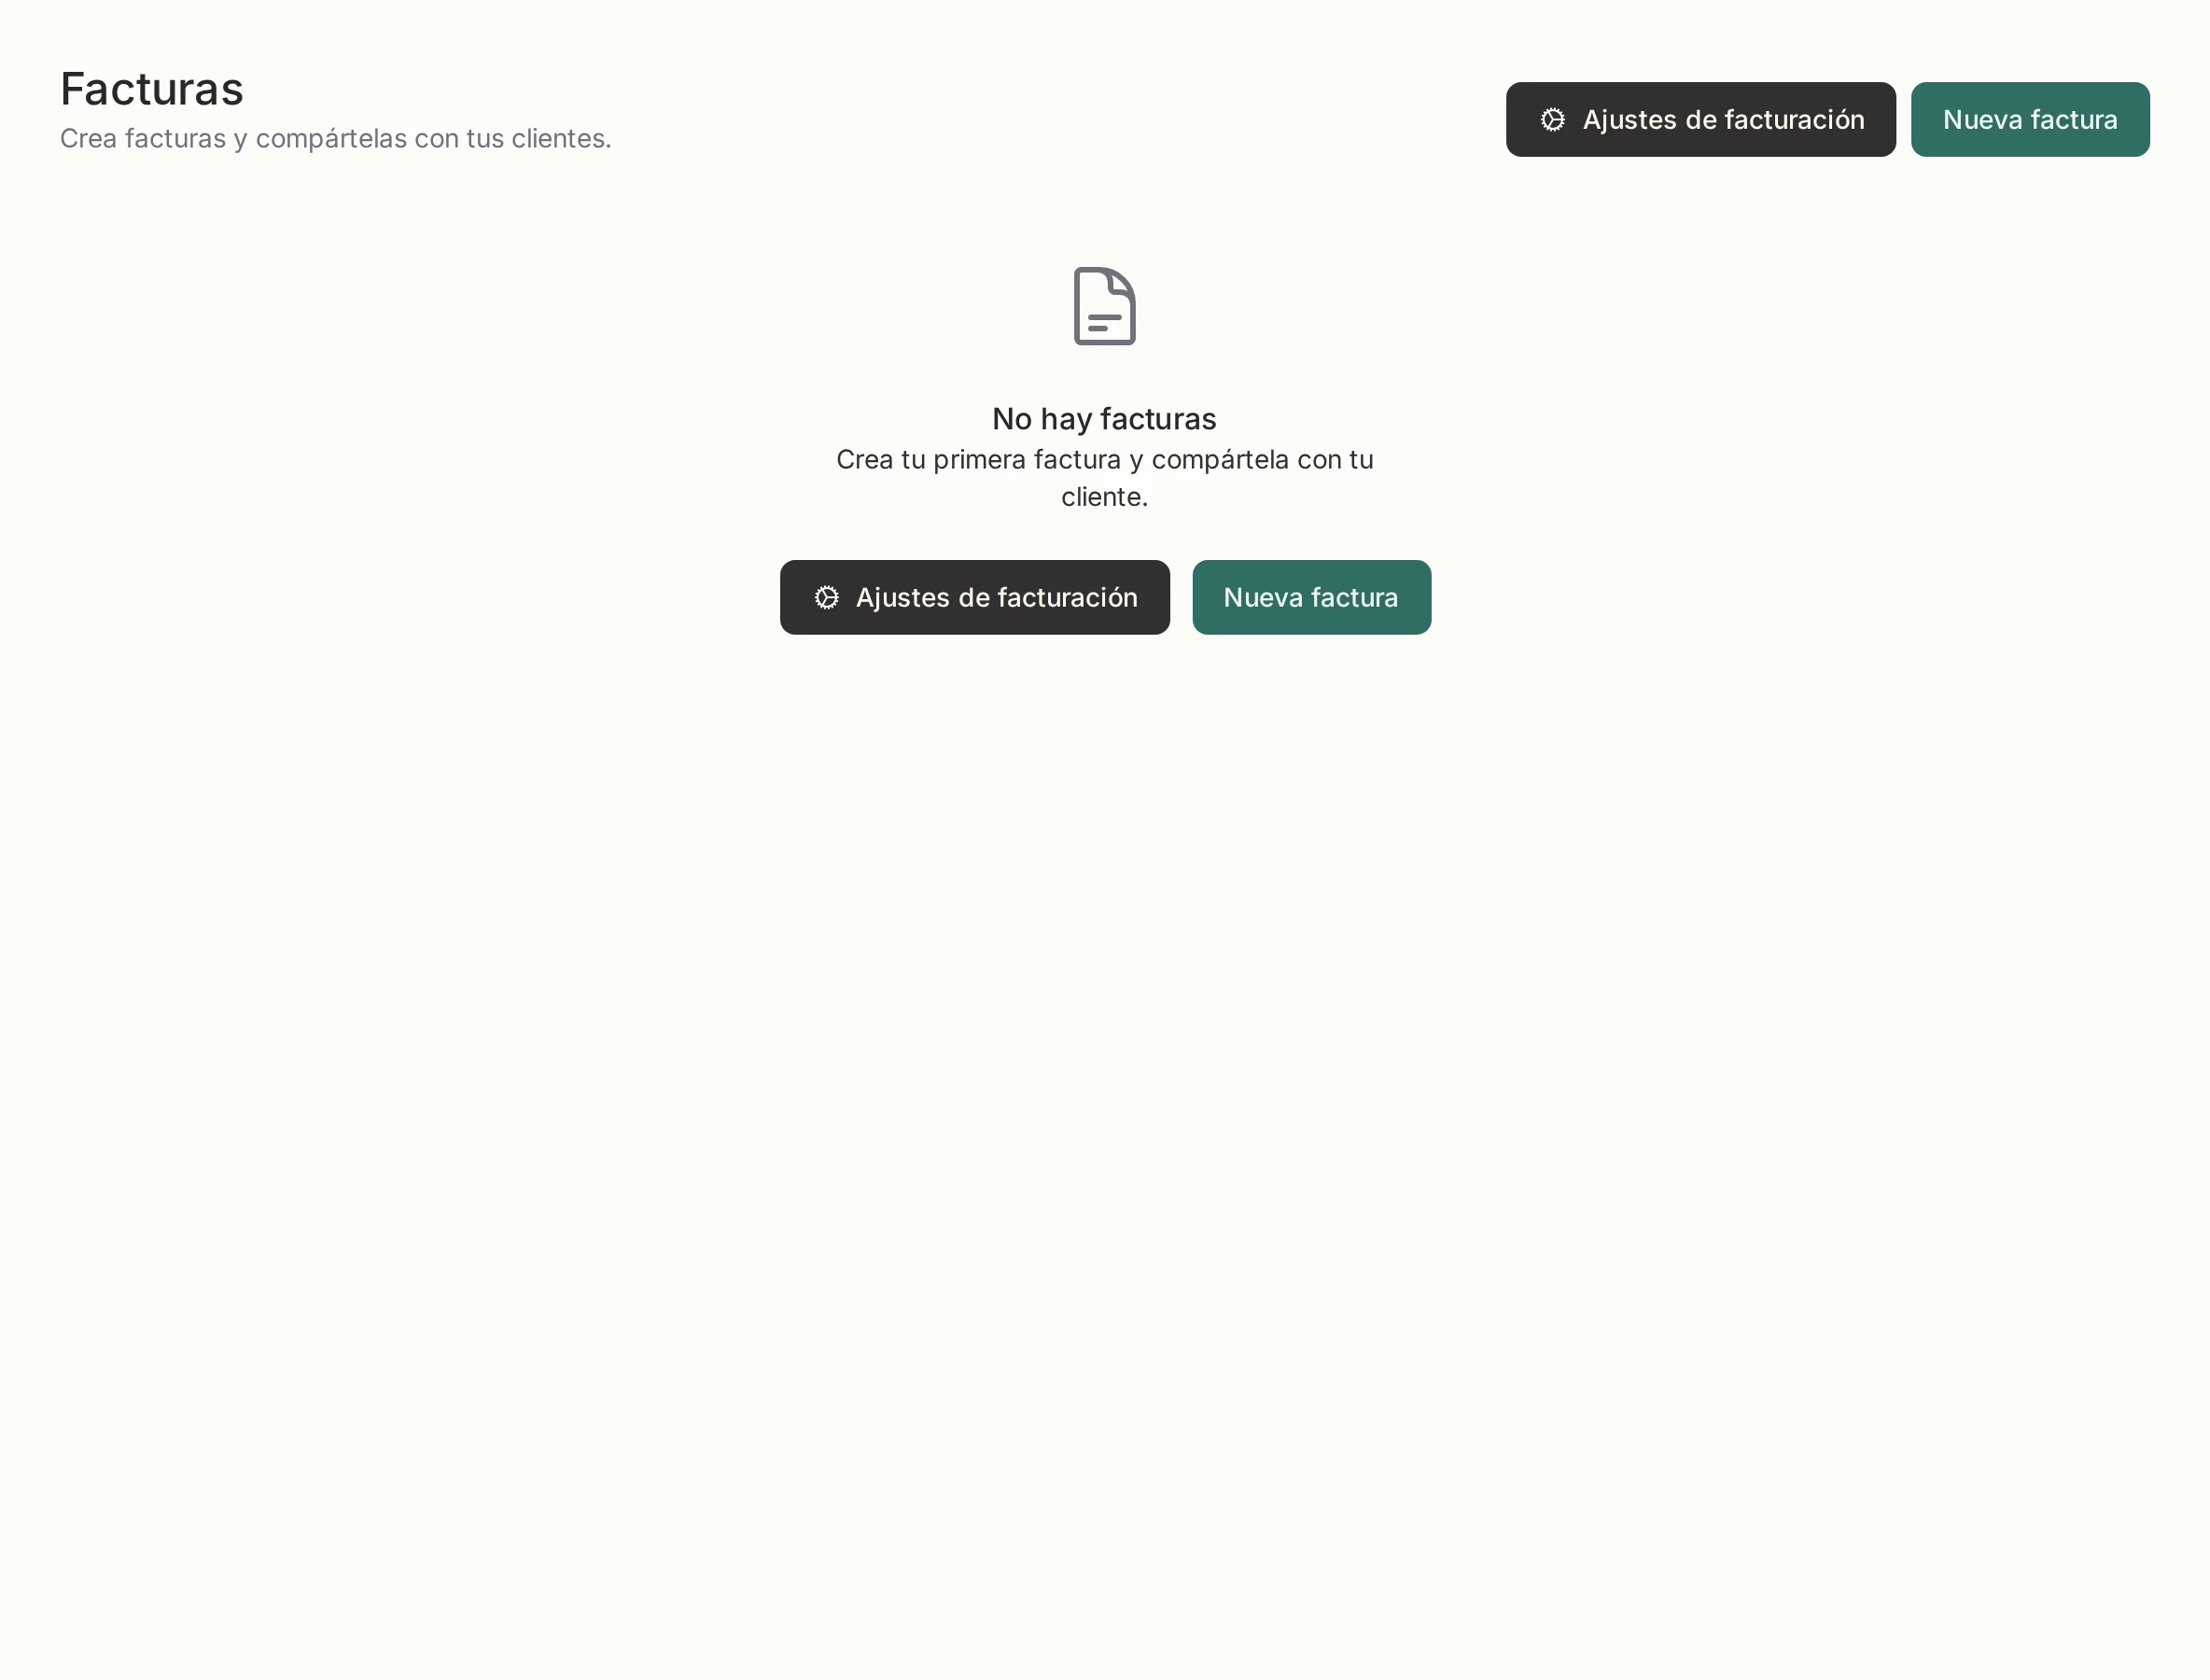 Facturas
Crea facturas y compártelas con tus clientes.
Ajustes de facturación
Nueva factura
No hay facturas
Crea tu primera factura y compártela con tu
cliente.
Ajustes de facturación
Nueva factura